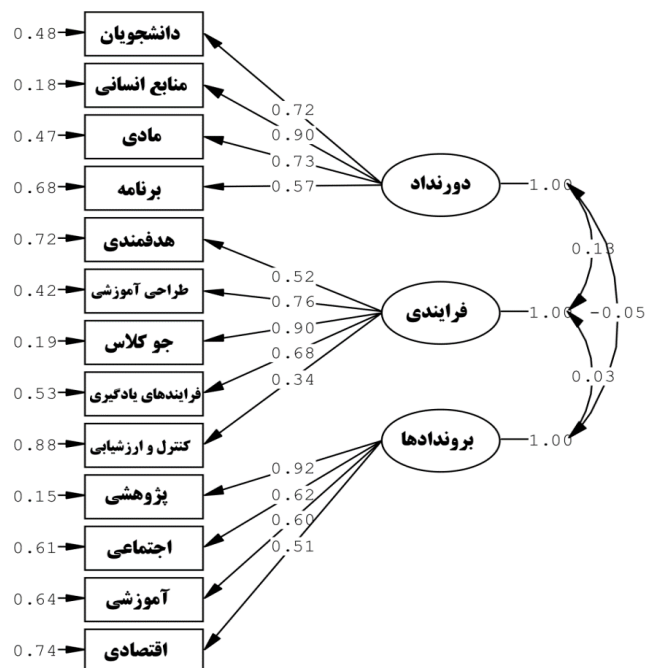 0.48 دانشجویان
0.18 منابع انسانی
0.47 مادی
0.68 برنامه
0.72 هدفمندی
0.42 طراحی آموزشی
0.19 جو کلاس
0.53 فرایندهای یادگیری
0.88 کنترل و ارزشیابی
0.15 پژوهشی
0.61 اجتماعی
0.64 آموزشی
0.74 اقتصادی
0.72
0.90
0.73
0.57
0.52
0.76
0.90
0.68
0.34
0.92
0.62
0.60
0.51
دورنداد 1.00
فرایندی 1.00
بروندادها 1.00
0.13
-0.05
0.03